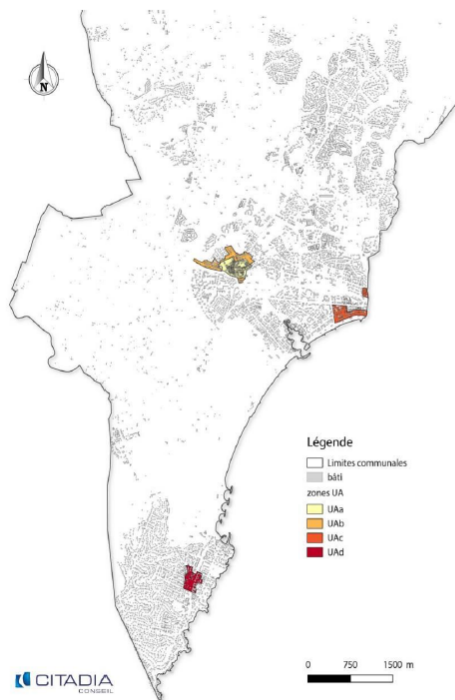 N
Légende
Limites communales
bâti
zones UA
UAa
UAb
UAc
UAd
0 750 1500 m
CITADIA
CONSEIL